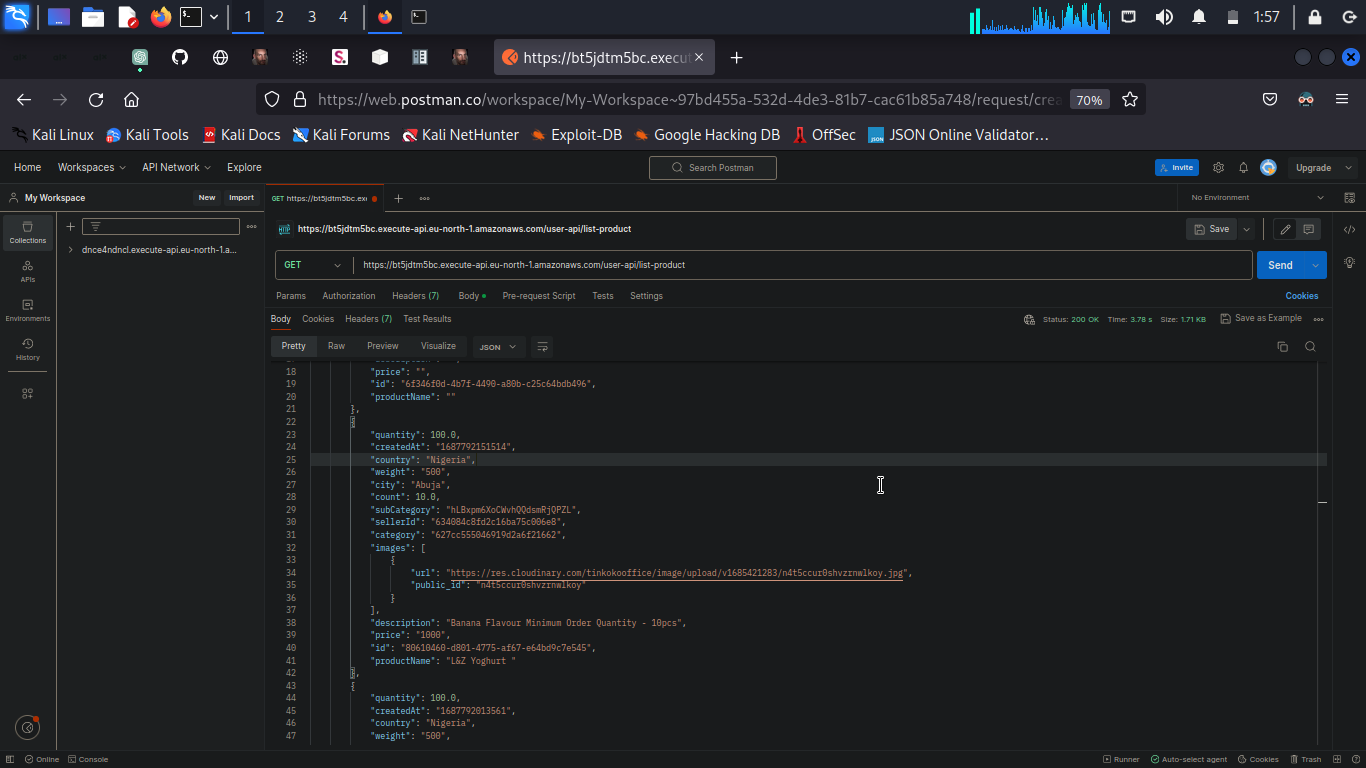 1 2 3 4 1:57
https://bt5jdtm5bc.execut
https://web.postman.co/workspace/My-Workspace~97bd455a-532d-4de3-81b7-cac61b85a748/request/crea 70%
Kali Linux Kali Tools Kali Docs Kali Forums Kali NetHunter Exploit-DB Google Hacking DB OffSec JSON Online Validator…
Home Workspaces API Network Explore Search Postman Invite Upgrade
My Workspace New Import GET https://bt5jdtm5bc.exe No Environment
Collections
dnce4ndncl.execute-api.eu-north-1.a...
APIs
Environments
History
https://bt5jdtm5bc.execute-api.eu-north-1.amazonaws.com/user-api/list-product Save
GET https://bt5jdtm5bc.execute-api.eu-north-1.amazonaws.com/user-api/list-product Send
Params Authorization Headers (7) Body Pre-request Script Tests Settings Cookies
Body Cookies Headers (7) Test Results Status: 200 OK Time: 3.78 s Size: 1.71 KB Save as Example
Pretty Raw Preview Visualize JSON
18 "price": "",
19 "id": "6f346f0d-4b7f-4490-a80b-c25c64bdb496",
20 "productName": ""
21 },
22 {
23 "quantity": 100.0,
24 "createdAt": "1687792151514",
25 "country": "Nigeria",
26 "weight": "500",
27 "city": "Abuja",
28 "count": 10.0,
29 "subCategory": "hLBxpm6XoCWvhQQdsmRjQPZL",
30 "sellerId": "634084c8fd2c16ba75c006e8",
31 "category": "627cc555046919d2a6f21662",
32 "images": [
33 {
34 "url": "https://res.cloudinary.com/tinkokooffice/image/upload/v1685421283/n4t5ccur0shvzrnwlkoy.jpg",
35 "public_id": "n4t5ccur0shvzrnwlkoy"
36 }
37 ],
38 "description": "Banana Flavour Minimum Order Quantity - 10pcs",
39 "price": "1000",
40 "id": "80610460-d801-4775-af67-e64bd9c7e545",
41 "productName": "L&Z Yoghurt "
42 },
43 {
44 "quantity": 100.0,
45 "createdAt": "1687792013561",
46 "country": "Nigeria",
47 "weight": "500",
Online Console Runner Auto-select agent Cookies Trash